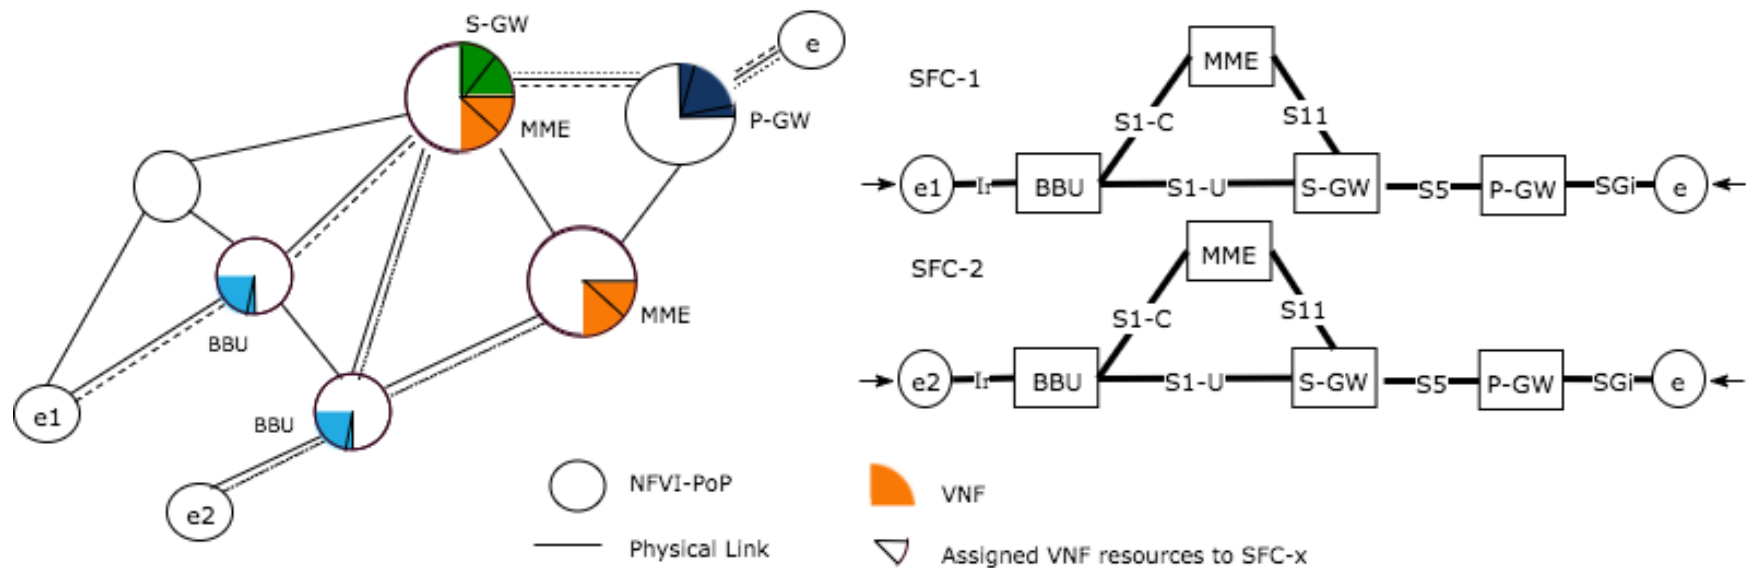 S-GW
e
MME
P-GW
BBU
MME
e1
BBU
e2
NFVI-PoP
VNF
Physical Link
Assigned VNF resources to SFC-x
SFC-1
MME
S1-C
S11
e1
Ir
BBU
S1-U
S-GW
S5
P-GW
SGi
e
SFC-2
MME
S1-C
S11
e2
Ir
BBU
S1-U
S-GW
S5
P-GW
SGi
e